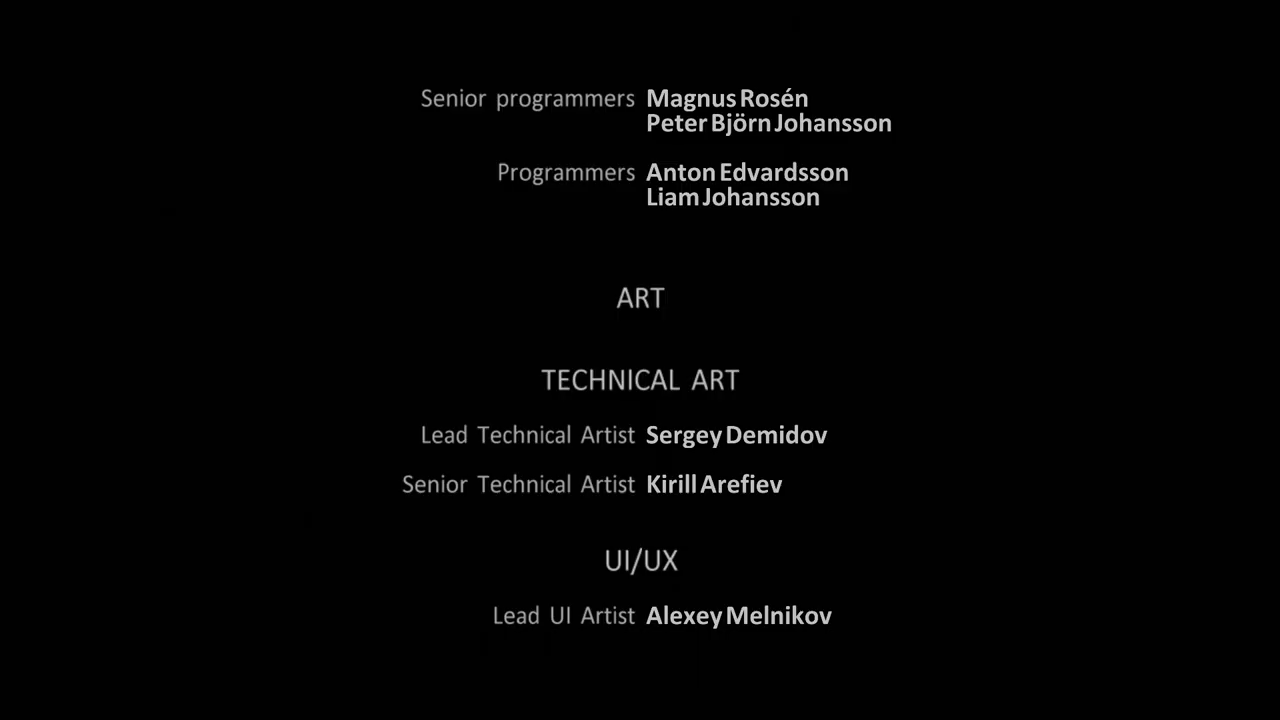 Senior programmers Magnus Rosén
Peter Björn Johansson
Programmers Anton Edvardsson
Liam Johansson
ART
TECHNICAL ART
Lead Technical Artist Sergey Demidov
Senior Technical Artist Kirill Arefiev
UI/UX
Lead UI Artist Alexey Melnikov